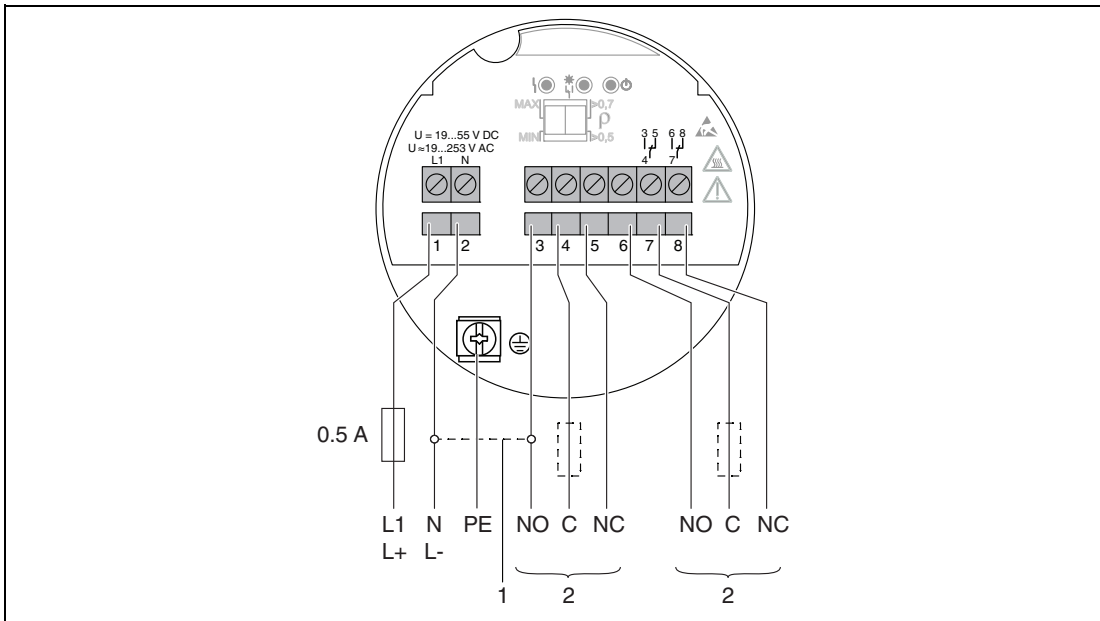 MAX >0,7
ρ
MIN >0,5
U = 19...55 V DC
U ≈19...253 V AC
L1 N
3 5 6 8
4 7
1 2 3 4 5 6 7 8
0.5 A
L1 N PE NO C NC NO C NC
L+ L-
1 2 2